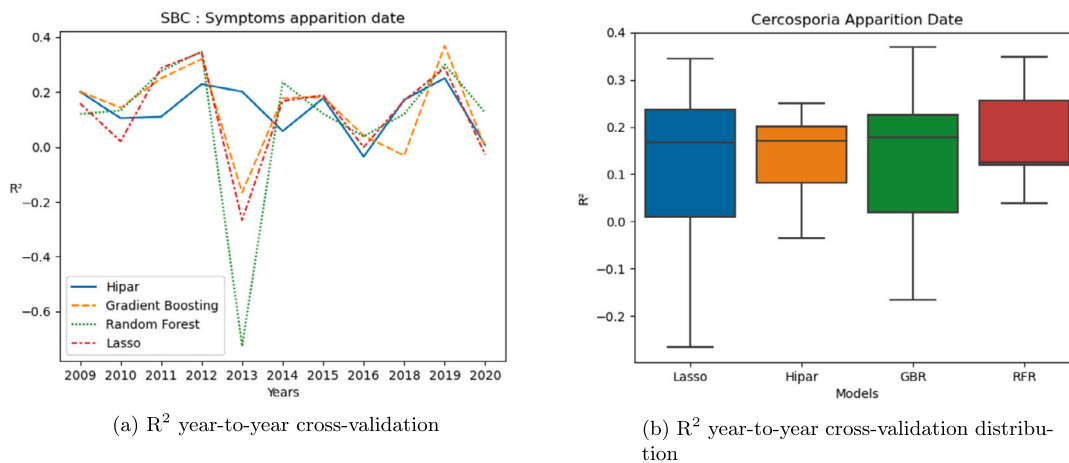 SBC : Symptoms apparition date
0.4
0.2
0.0
−0.2
−0.4
−0.6
R²
Hipar
Gradient Boosting
Random Forest
Lasso
2009 2010 2011 2012 2013 2014 2015 2016 2018 2019 2020
Years
(a) R² year-to-year cross-validation
Cercosporia Apparition Date
0.4
0.3
0.2
0.1
0.0
−0.1
−0.2
R²
Lasso Hipar GBR RFR
Models
(b) R² year-to-year cross-validation distribu-
tion